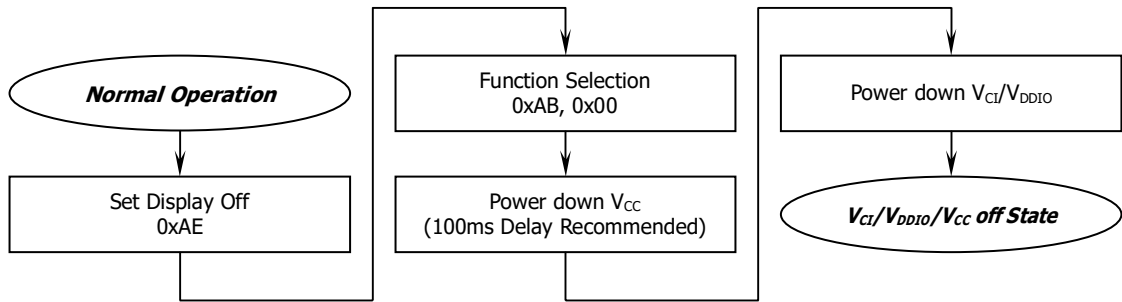 Normal Operation
Set Display Off
0xAE
Function Selection
0xAB, 0x00
Power down VCC
(100ms Delay Recommended)
Power down VCI/VDDIO
VCI/VDDIO/VCC off State